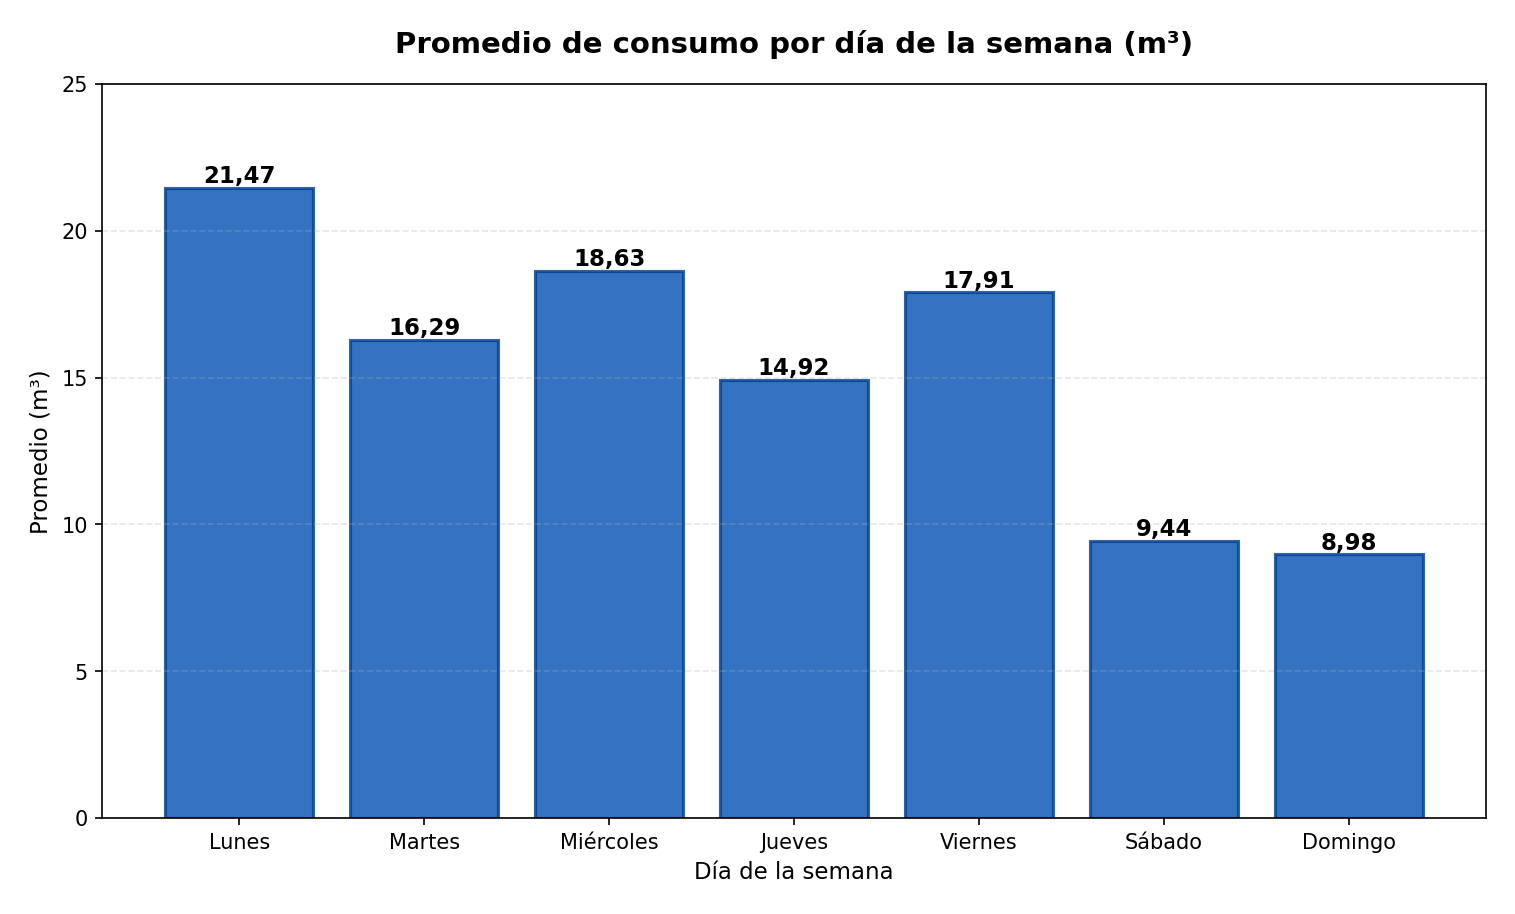 Promedio de consumo por día de la semana (m³)
25
20
15
10
5
0
Promedio (m³)
21,47
16,29
18,63
14,92
17,91
9,44
8,98
Lunes
Martes
Miércoles
Jueves
Viernes
Sábado
Domingo
Día de la semana